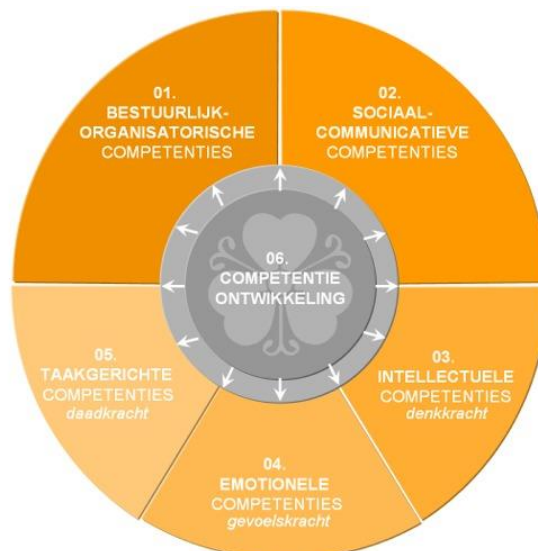 01.
BESTUURLIJK-
ORGANISATORISCHE
COMPETENTIES
02.
SOCIAAL-
COMMUNICATIEVE
COMPETENTIES
03.
INTELLECTUELE
COMPETENTIES
denkkracht
04.
EMOTIONELE
COMPETENTIES
gevoelskracht
05.
TAAKGERICHTE
COMPETENTIES
daadkracht
06.
COMPETENTIE
ONTWIKKELING